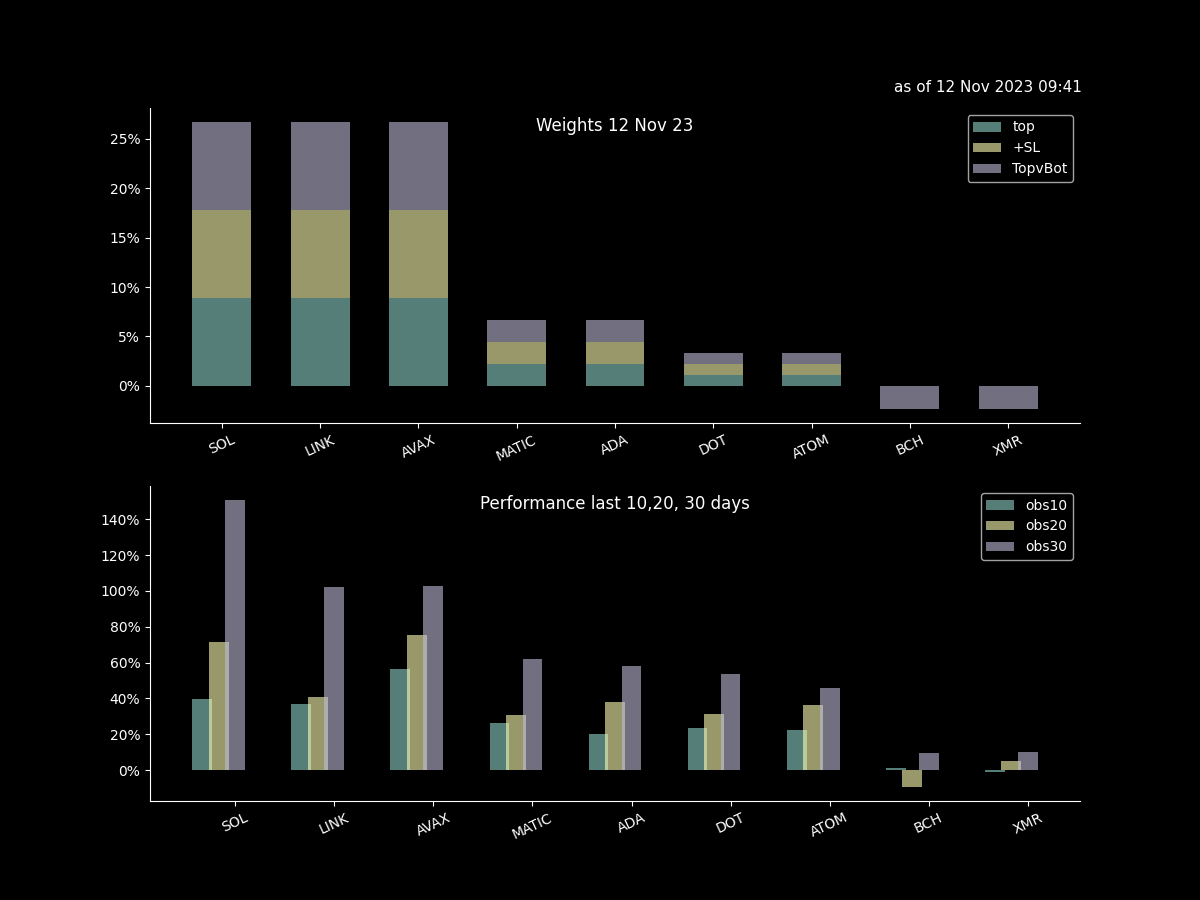 as of 12 Nov 2023 09:41
Weights 12 Nov 23
top
+SL
TopvBot
25%
20%
15%
10%
5%
0%
SOL LINK AVAX MATIC ADA DOT ATOM BCH XMR
Performance last 10,20, 30 days
obs10
obs20
obs30
140%
120%
100%
80%
60%
40%
20%
0%
SOL LINK AVAX MATIC ADA DOT ATOM BCH XMR